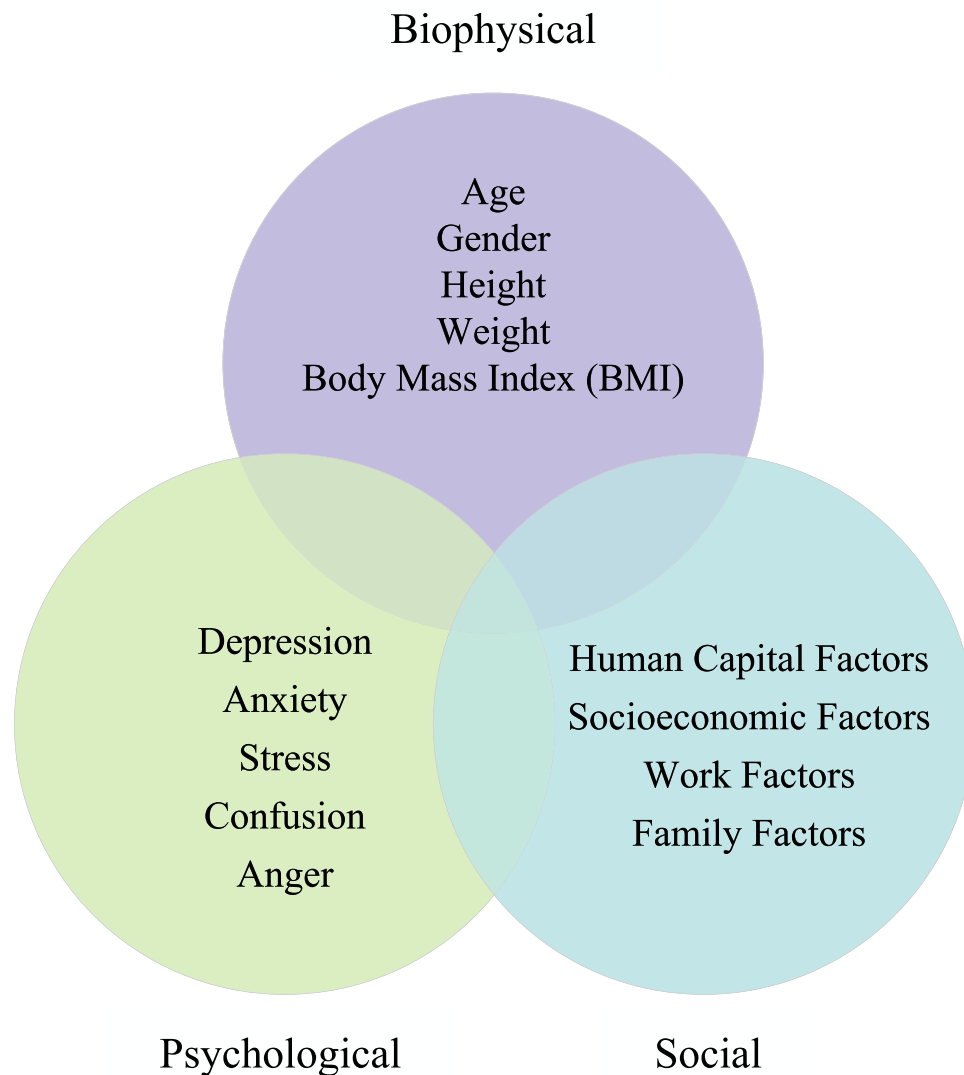 Biophysical
Age
Gender
Height
Weight
Body Mass Index (BMI)
Depression
Anxiety
Stress
Confusion
Anger
Human Capital Factors
Socioeconomic Factors
Work Factors
Family Factors
Psychological
Social